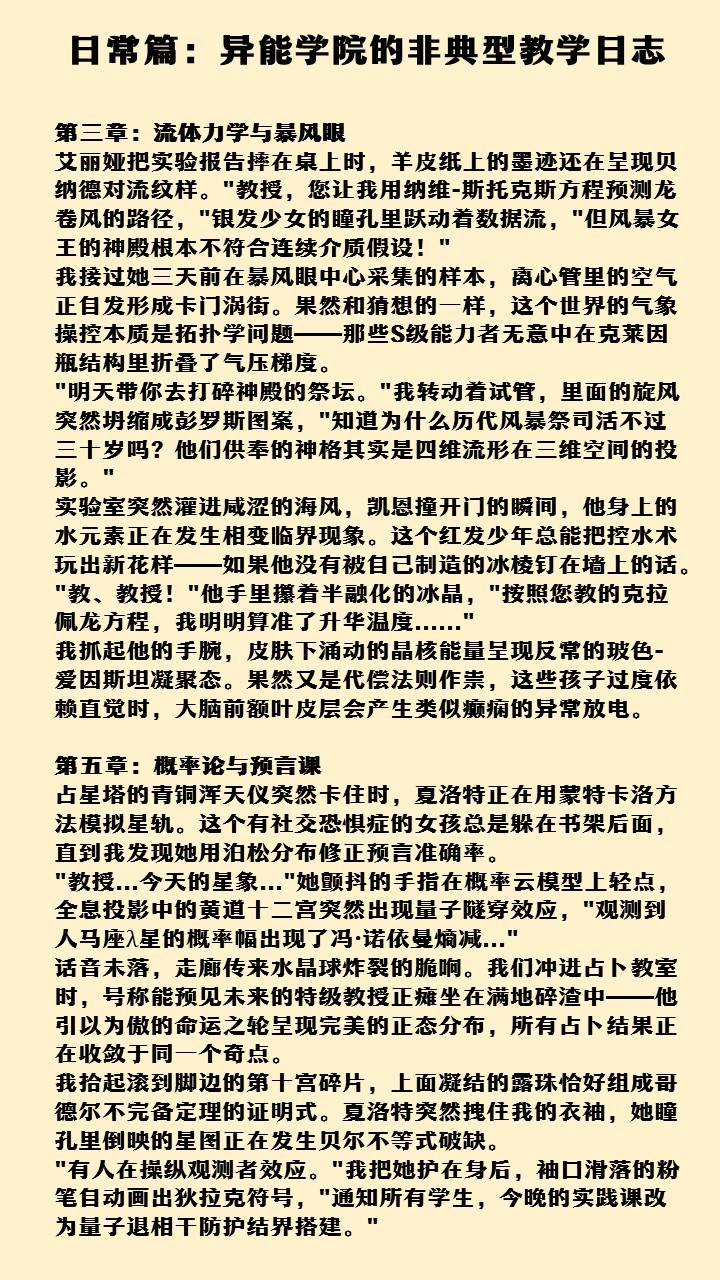 日常篇：异能学院的非典型教学日志
第三章：流体力学与暴风眼
艾丽娅把实验报告摔在桌上时，羊皮纸上的墨迹还在呈现贝
纳德对流纹样。"教授，您让我用纳维-斯托克斯方程预测龙
卷风的路径，"银发少女的瞳孔里跃动着数据流，"但风暴女
王的神殿根本不符合连续介质假设！"
我接过她三天前在暴风眼中心采集的样本，离心管里的空气
正自发形成卡门涡街。果然和猜想的一样，这个世界的气象
操控本质是拓扑学问题——那些S级能力者无意中在克莱因
瓶结构里折叠了气压梯度。
"明天带你去打碎神殿的祭坛。"我转动着试管，里面的旋风
突然坍缩成彭罗斯图案，"知道为什么历代风暴祭司活不过
三十岁吗？他们供奉的神格其实是四维流形在三维空间的投
影。"
实验室突然灌进咸涩的海风，凯恩撞开门的瞬间，他身上的
水元素正在发生相变临界现象。这个红发少年总能把控水术
玩出新花样——如果他没有被自己制造的冰棱钉在墙上的话。
"教、教授！"他手里攥着半融化的冰晶，"按照您教的克拉
佩龙方程，我明明算准了升华温度……"
我抓起他的手腕，皮肤下涌动的晶核能量呈现反常的玻色-
爱因斯坦凝聚态。果然又是代偿法则作祟，这些孩子过度依
赖直觉时，大脑前额叶皮层会产生类似癫痫的异常放电。
第五章：概率论与预言课
占星塔的青铜浑天仪突然卡住时，夏洛特正在用蒙特卡洛方
法模拟星轨。这个有社交恐惧症的女孩总是躲在书架后面，
直到我发现她用泊松分布修正预言准确率。
"教授…今天的星象…"她颤抖的手指在概率云模型上轻点，
全息投影中的黄道十二宫突然出现量子隧穿效应，"观测到
人马座λ星的概率幅出现了冯·诺依曼熵减…"
话音未落，走廊传来水晶球炸裂的脆响。我们冲进占卜教室
时，号称能预见未来的特级教授正瘫坐在满地碎渣中——他
引以为傲的命运之轮呈现完美的正态分布，所有占卜结果正
在收敛于同一个奇点。
我拾起滚到脚边的第十宫碎片，上面凝结的露珠恰好组成哥
德尔不完备定理的证明式。夏洛特突然拽住我的衣袖，她瞳
孔里倒映的星图正在发生贝尔不等式破缺。
"有人在操纵观测者效应。"我把她护在身后，袖口滑落的粉
笔自动画出狄拉克符号，"通知所有学生，今晚的实践课改
为量子退相干防护结界搭建。"